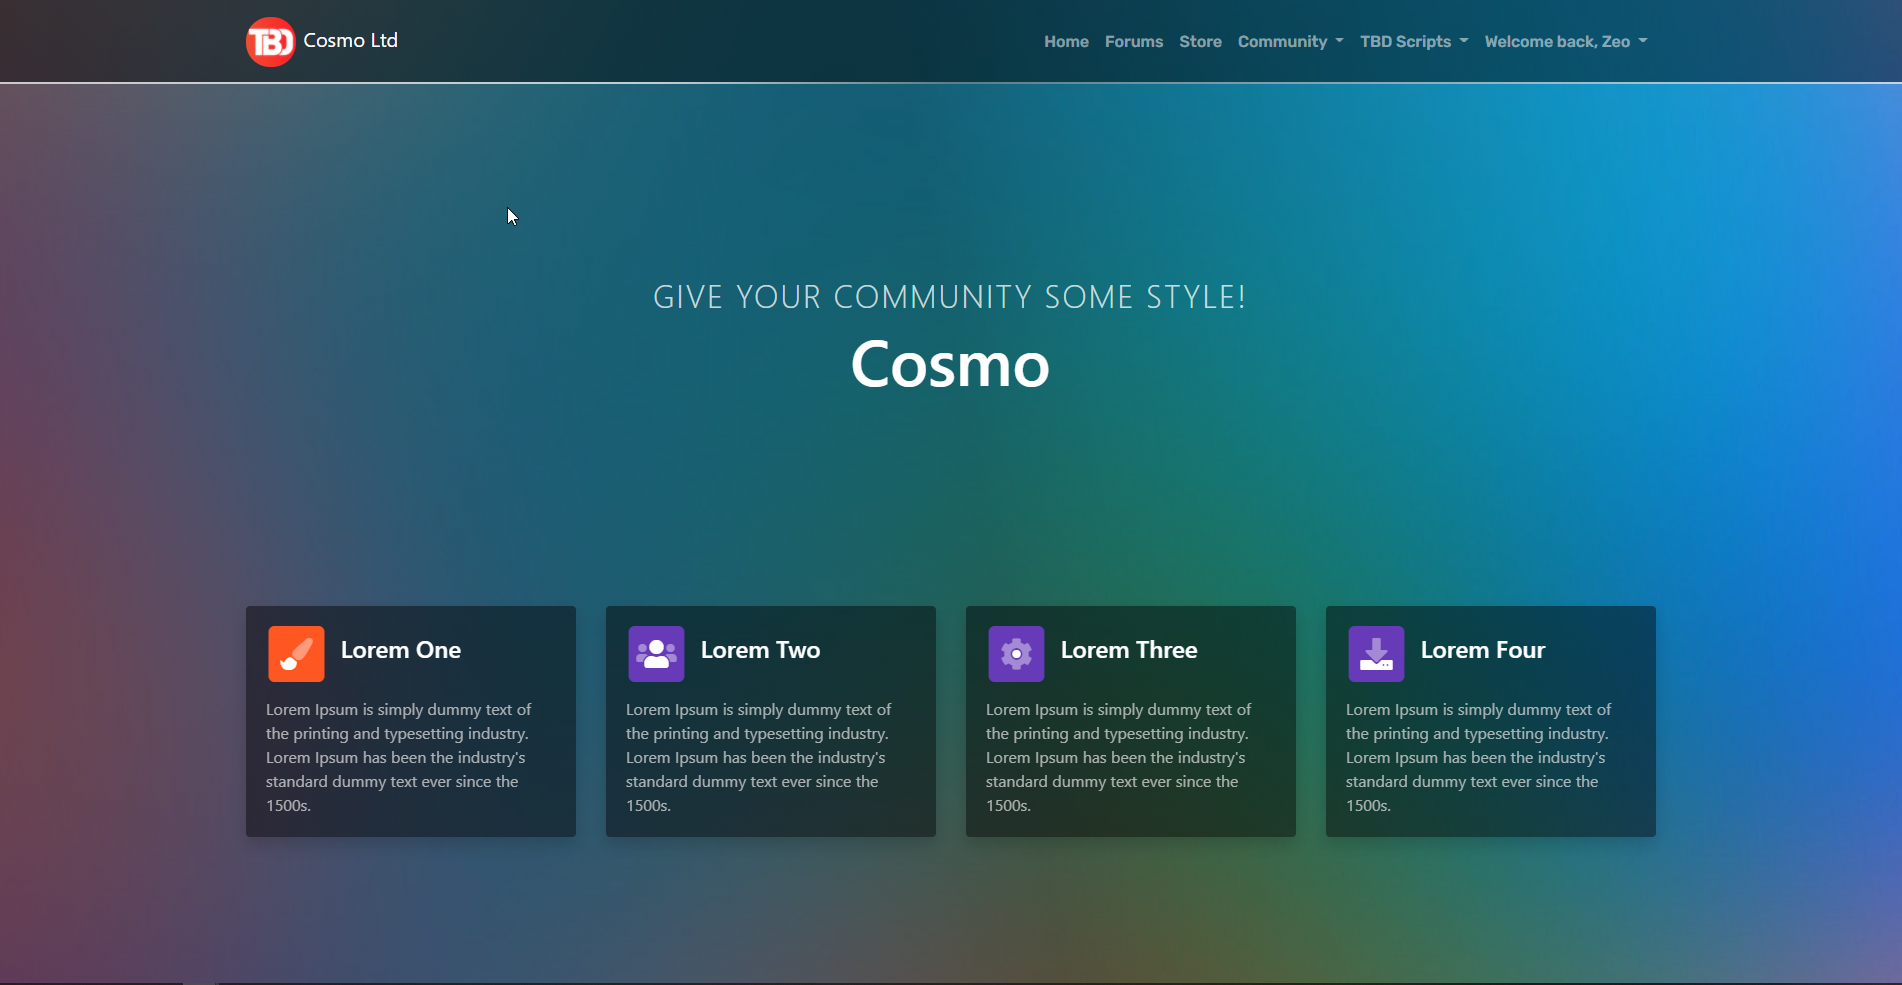 TBD Cosmo Ltd
Home Forums Store Community TBD Scripts Welcome back, Zeo
GIVE YOUR COMMUNITY SOME STYLE!
Cosmo
Lorem One
Lorem Ipsum is simply dummy text of
the printing and typesetting industry.
Lorem Ipsum has been the industry's
standard dummy text ever since the
1500s.
Lorem Two
Lorem Ipsum is simply dummy text of
the printing and typesetting industry.
Lorem Ipsum has been the industry's
standard dummy text ever since the
1500s.
Lorem Three
Lorem Ipsum is simply dummy text of
the printing and typesetting industry.
Lorem Ipsum has been the industry's
standard dummy text ever since the
1500s.
Lorem Four
Lorem Ipsum is simply dummy text of
the printing and typesetting industry.
Lorem Ipsum has been the industry's
standard dummy text ever since the
1500s.